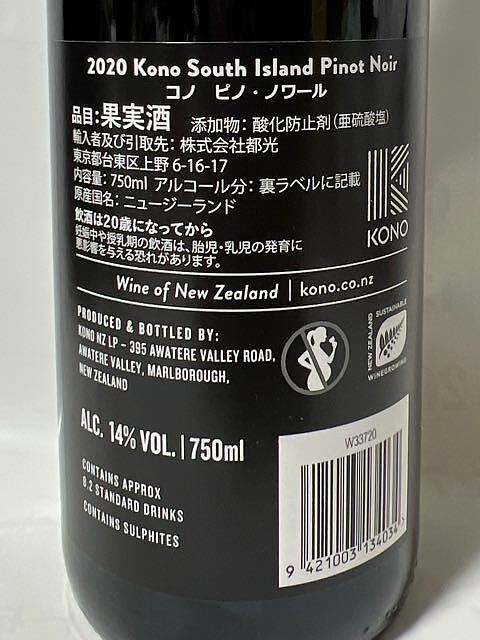 2020 Kono South Island Pinot Noir
コノ ピノ・ノワール
品目：果実酒 添加物：酸化防止剤（亜硫酸塩）
輸入者及び引取先：株式会社都光
東京都台東区上野 6-16-17
内容量：750ml アルコール分：裏ラベルに記載
原産国名：ニュージーランド
飲酒は20歳になってから
妊娠中や授乳期の飲酒は、胎児・乳児の発育に
悪影響を与える恐れがあります。
KONO
Wine of New Zealand | kono.co.nz
PRODUCED & BOTTLED BY:
KONO NZ LP – 395 AWATERE VALLEY ROAD,
AWATERE VALLEY, MARLBOROUGH,
NEW ZEALAND
NEW ZEALAND
SUSTAINABLE
WINEGROWING
ALC. 14% VOL. | 750ml
CONTAINS APPROX
8.2 STANDARD DRINKS
CONTAINS SULPHITES
W33720
9 421003 134034